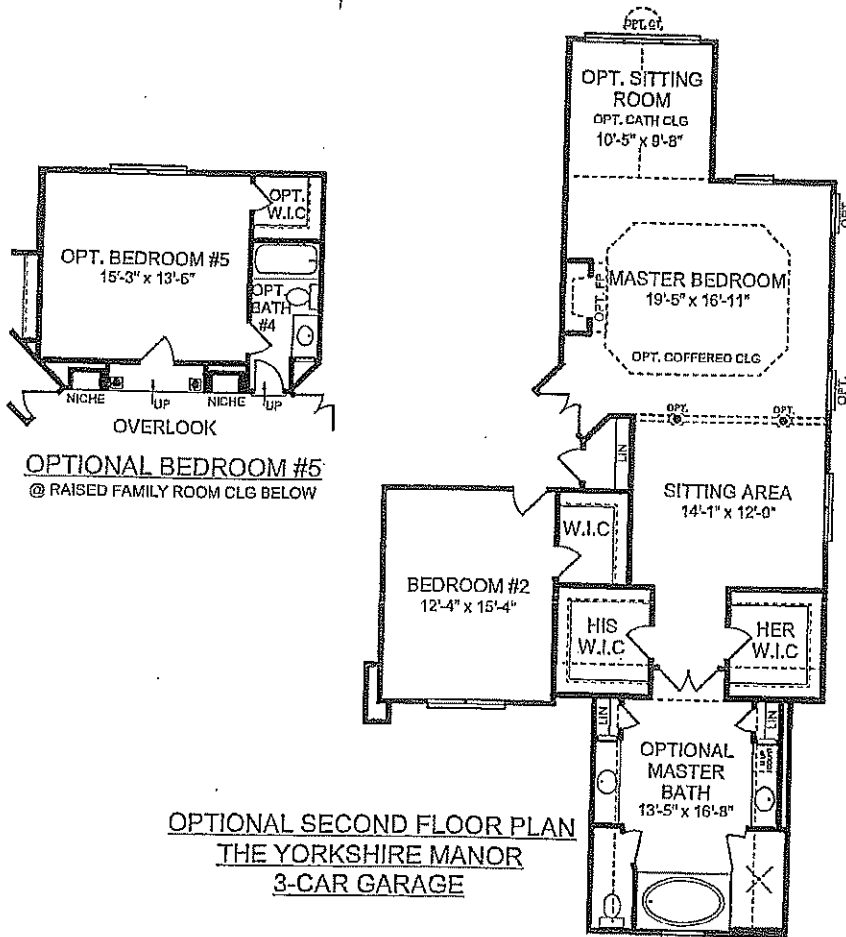 OPT. CT.
OPT. SITTING
ROOM
OPT. CATH CLG
10'-5" x 9'-8"
OPT.
OPT.
W.I.C
OPT. BEDROOM #5
15'-3" x 13'-6"
OPT.
BATH
#4
NICHE
UP
NICHE
UP
OVERLOOK
OPTIONAL BEDROOM #5
@ RAISED FAMILY ROOM CLG BELOW
OPT. FP
MASTER BEDROOM
19'-5" x 16'-11"
OPT. COFFERED CLG
OPT.
OPT.
OPT.
LIN
SITTING AREA
14'-1" x 12'-0"
W.I.C
BEDROOM #2
12'-4" x 15'-4"
HIS
W.I.C
HER
W.I.C
LIN
LIN
OPTIONAL
MASTER
BATH
13'-5" x 16'-8"
OPTIONAL SECOND FLOOR PLAN
THE YORKSHIRE MANOR
3-CAR GARAGE